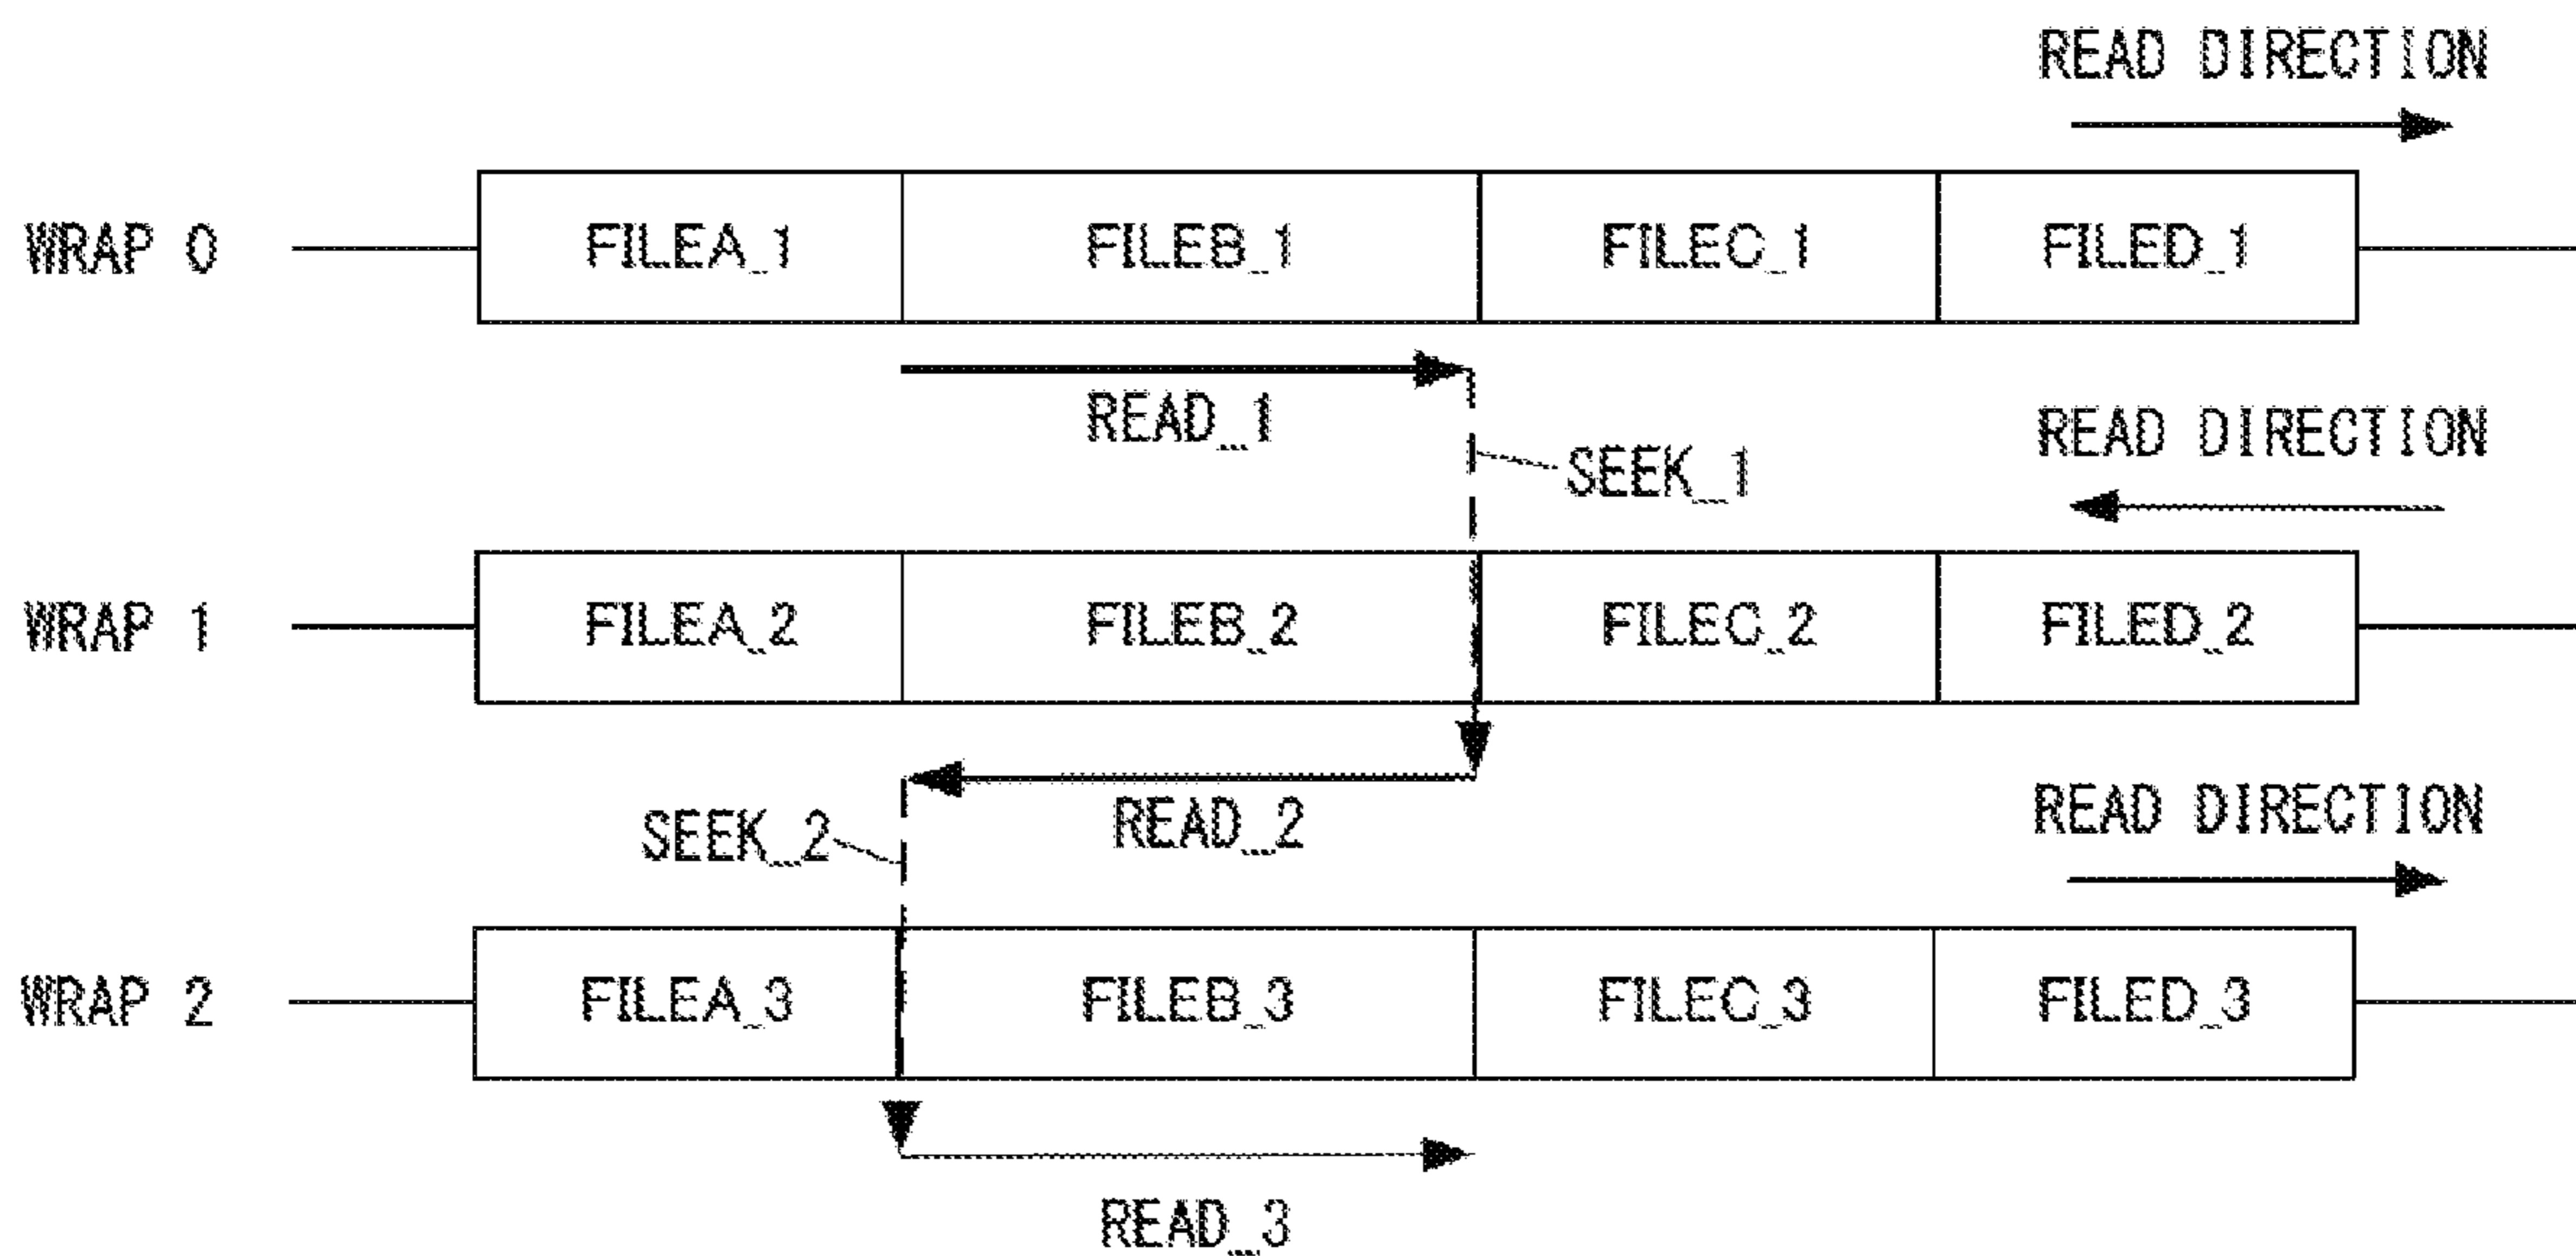 READ DIRECTION
WRAP 0 FILEA_1 FILEB_1 FILEC_1 FILED_1
READ_1
READ DIRECTION
SEEK_1
WRAP 1 FILEA_2 FILEB_2 FILEC_2 FILED_2
READ_2
SEEK_2
READ DIRECTION
WRAP 2 FILEA_3 FILEB_3 FILEC_3 FILED_3
READ_3